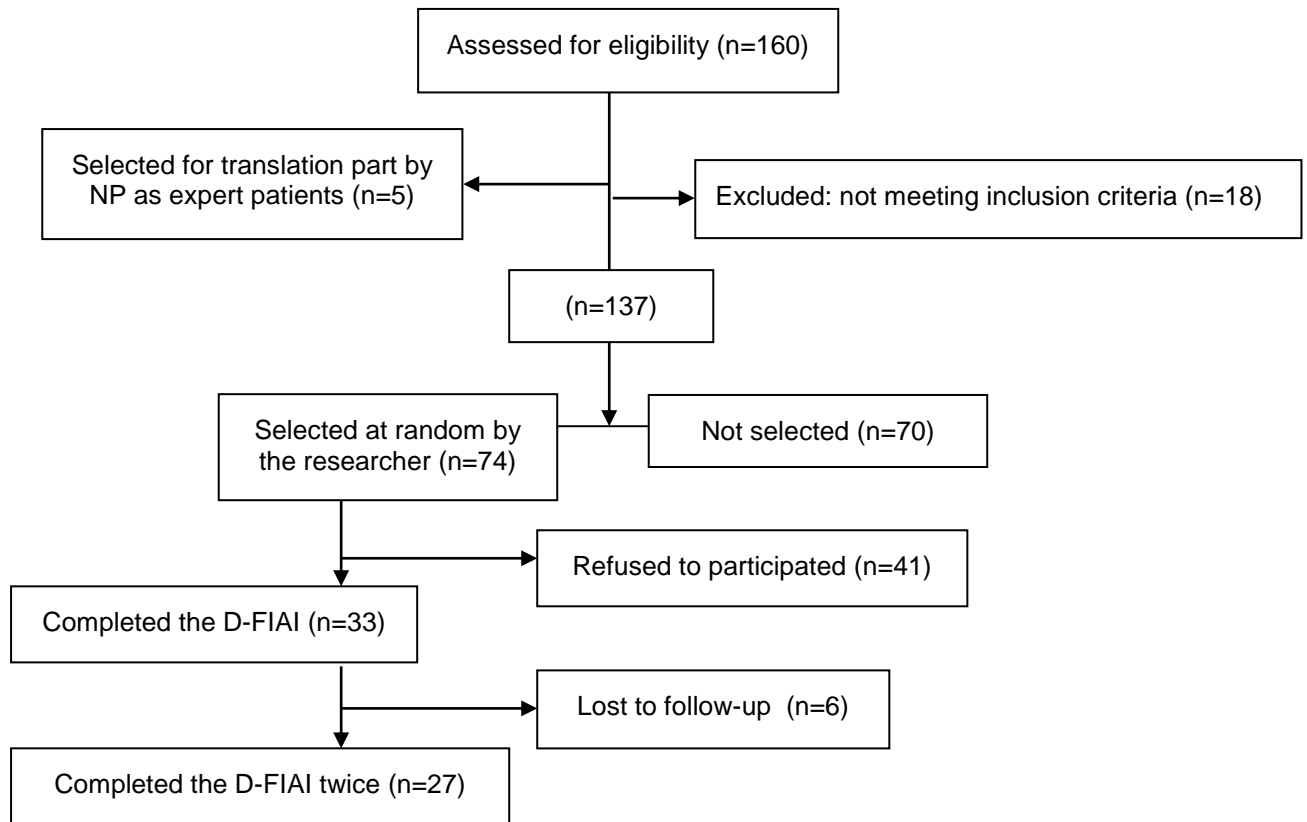 Assessed for eligibility (n=160)
Selected for translation part by
NP as expert patients (n=5)
Excluded: not meeting inclusion criteria (n=18)
(n=137)
Selected at random by
the researcher (n=74)
Not selected (n=70)
Refused to participated (n=41)
Completed the D-FIAI (n=33)
Lost to follow-up (n=6)
Completed the D-FIAI twice (n=27)